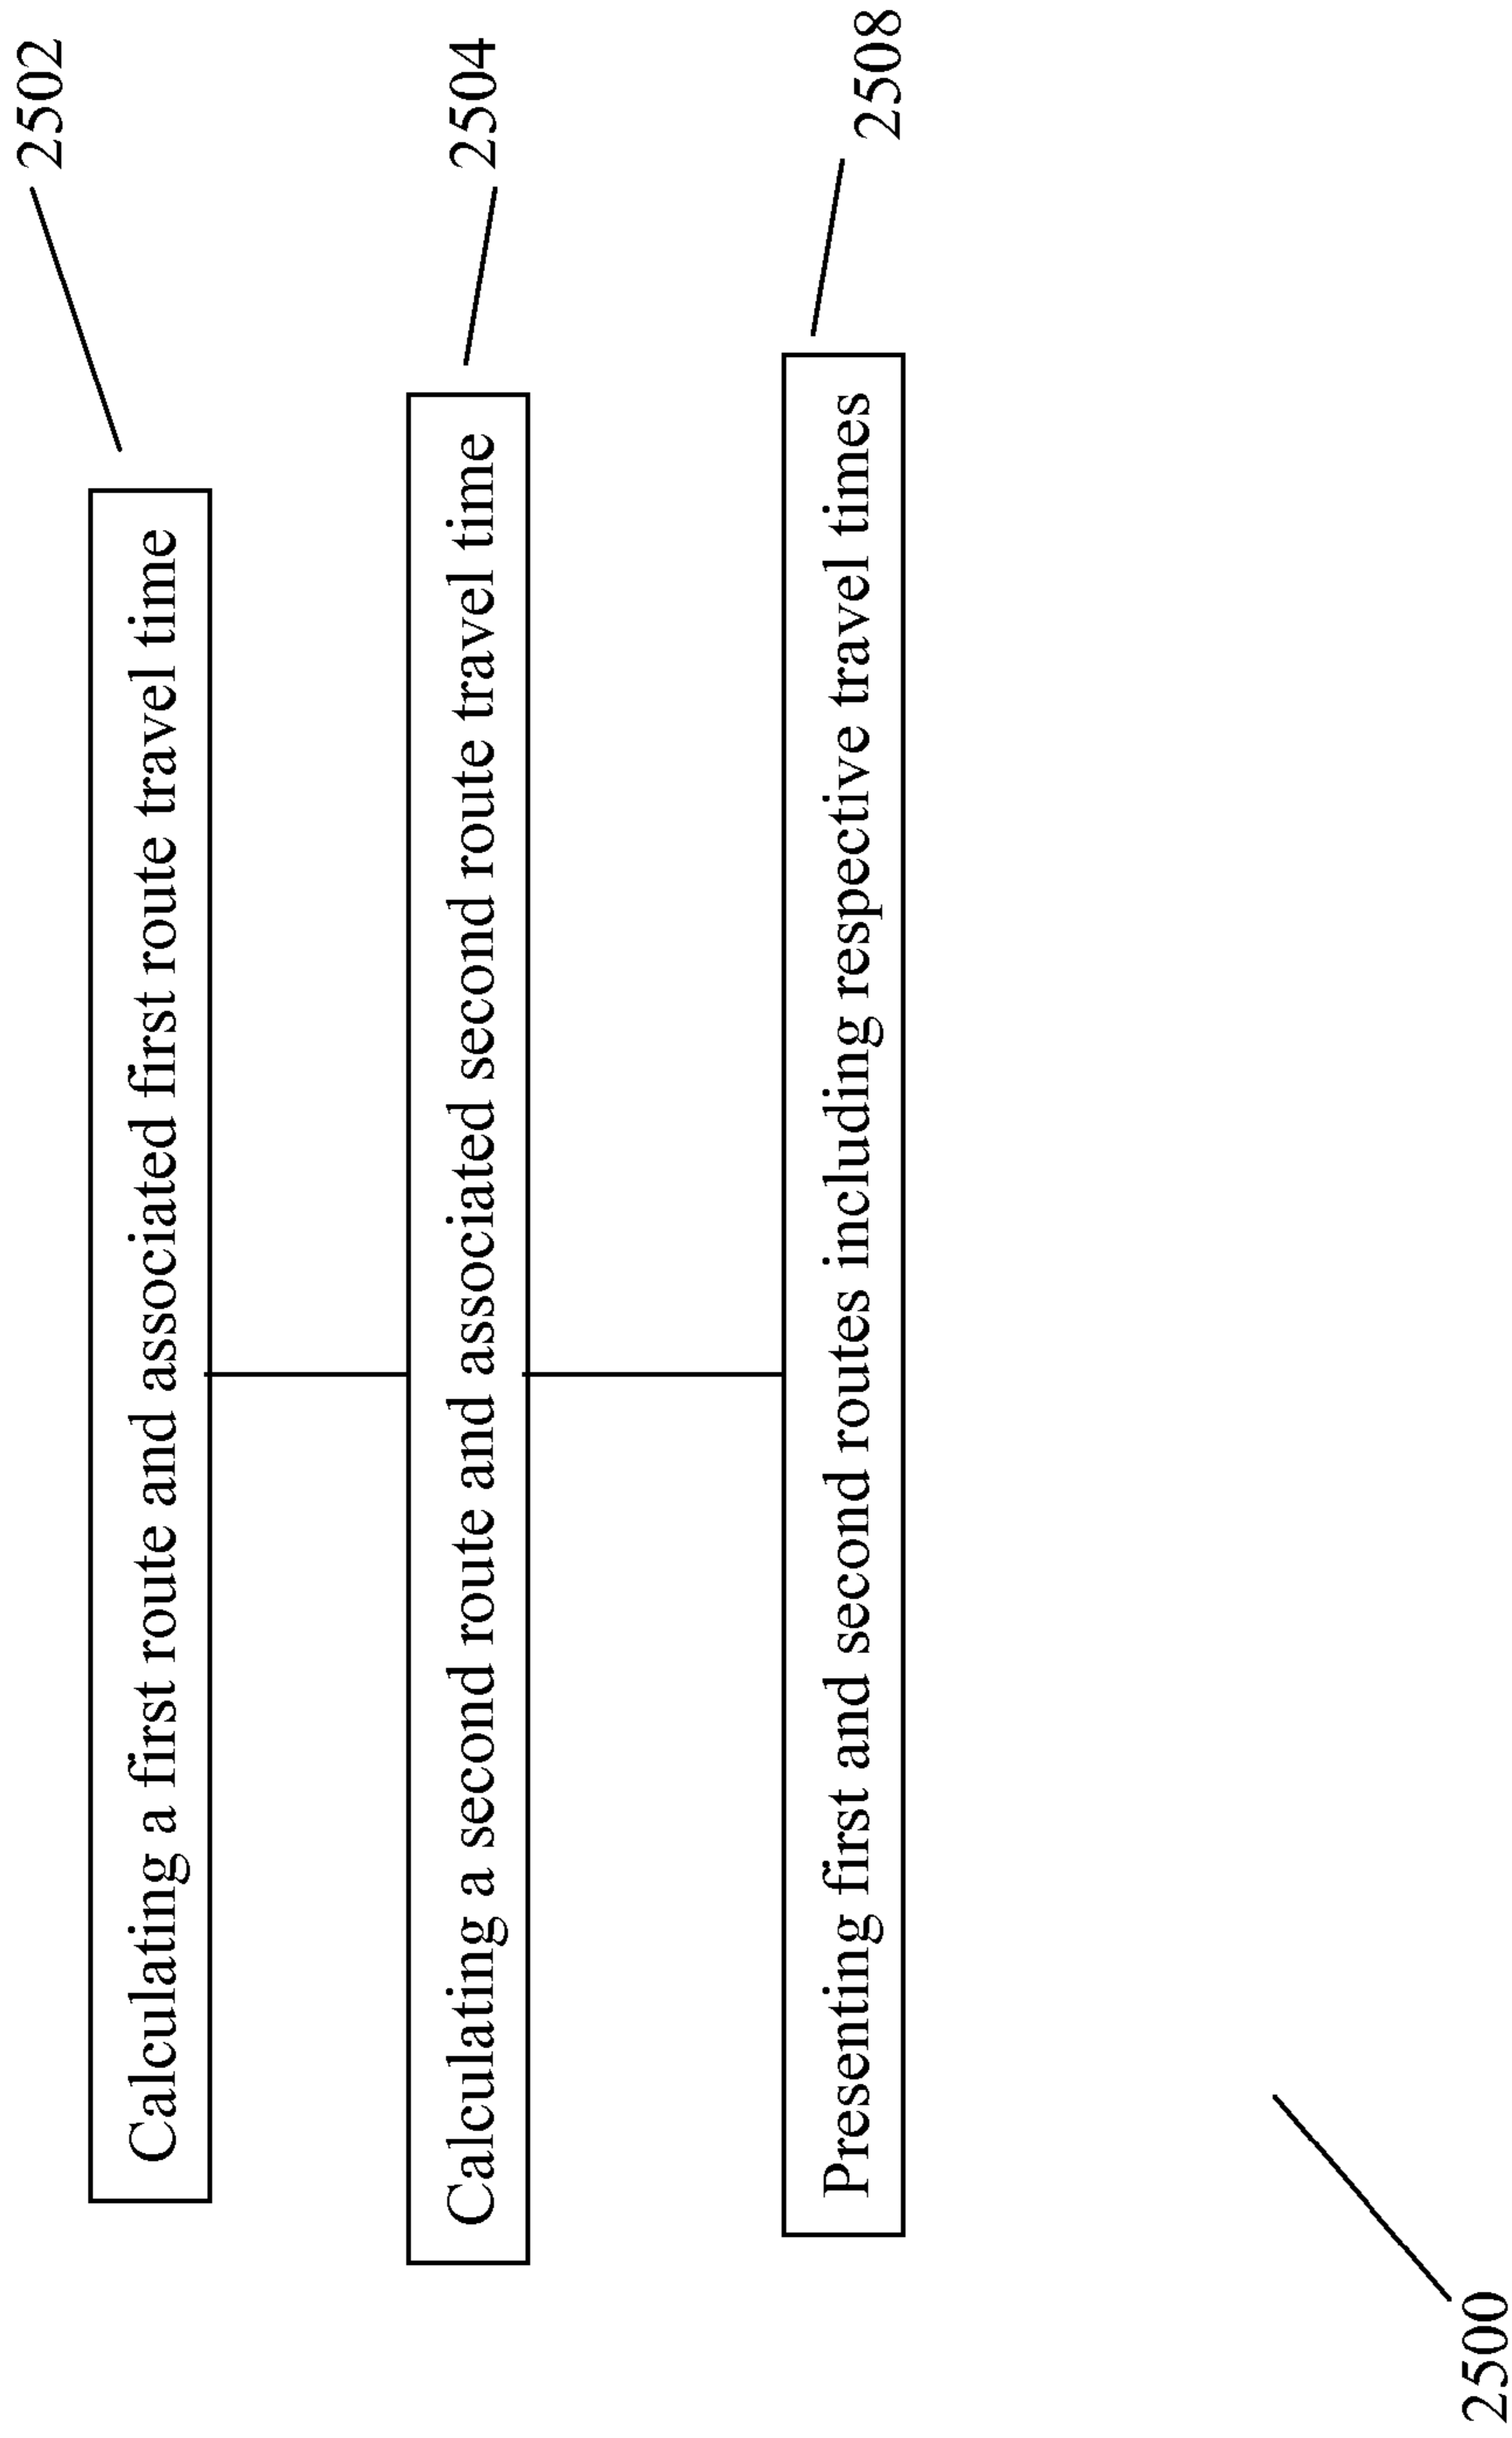 Calculating a first route and associated first route travel time
2502
Calculating a second route and associated second route travel time
2504
Presenting first and second routes including respective travel times
2508
2500